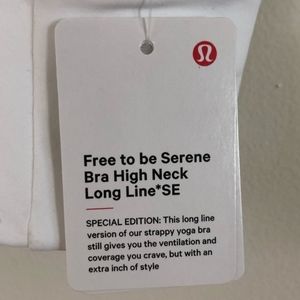 Free to be Serene
Bra High Neck
Long Line*SE
SPECIAL EDITION: This long line
version of our strappy yoga bra
still gives you the ventilation and
coverage you crave, but with an
extra inch of style